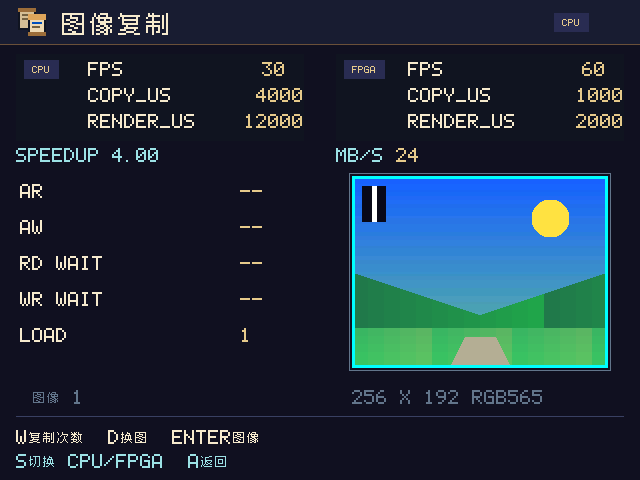 图像复制 CPU
CPU FPS 30
COPY_US 4000
RENDER_US 12000
FPGA FPS 60
COPY_US 1000
RENDER_US 2000
SPEEDUP 4.00
MB/S 24
AR --
AW --
RD WAIT --
WR WAIT --
LOAD 1
图像 1
256 X 192 RGB565
W复制次数 D换图 ENTER图像
S切换 CPU/FPGA A返回